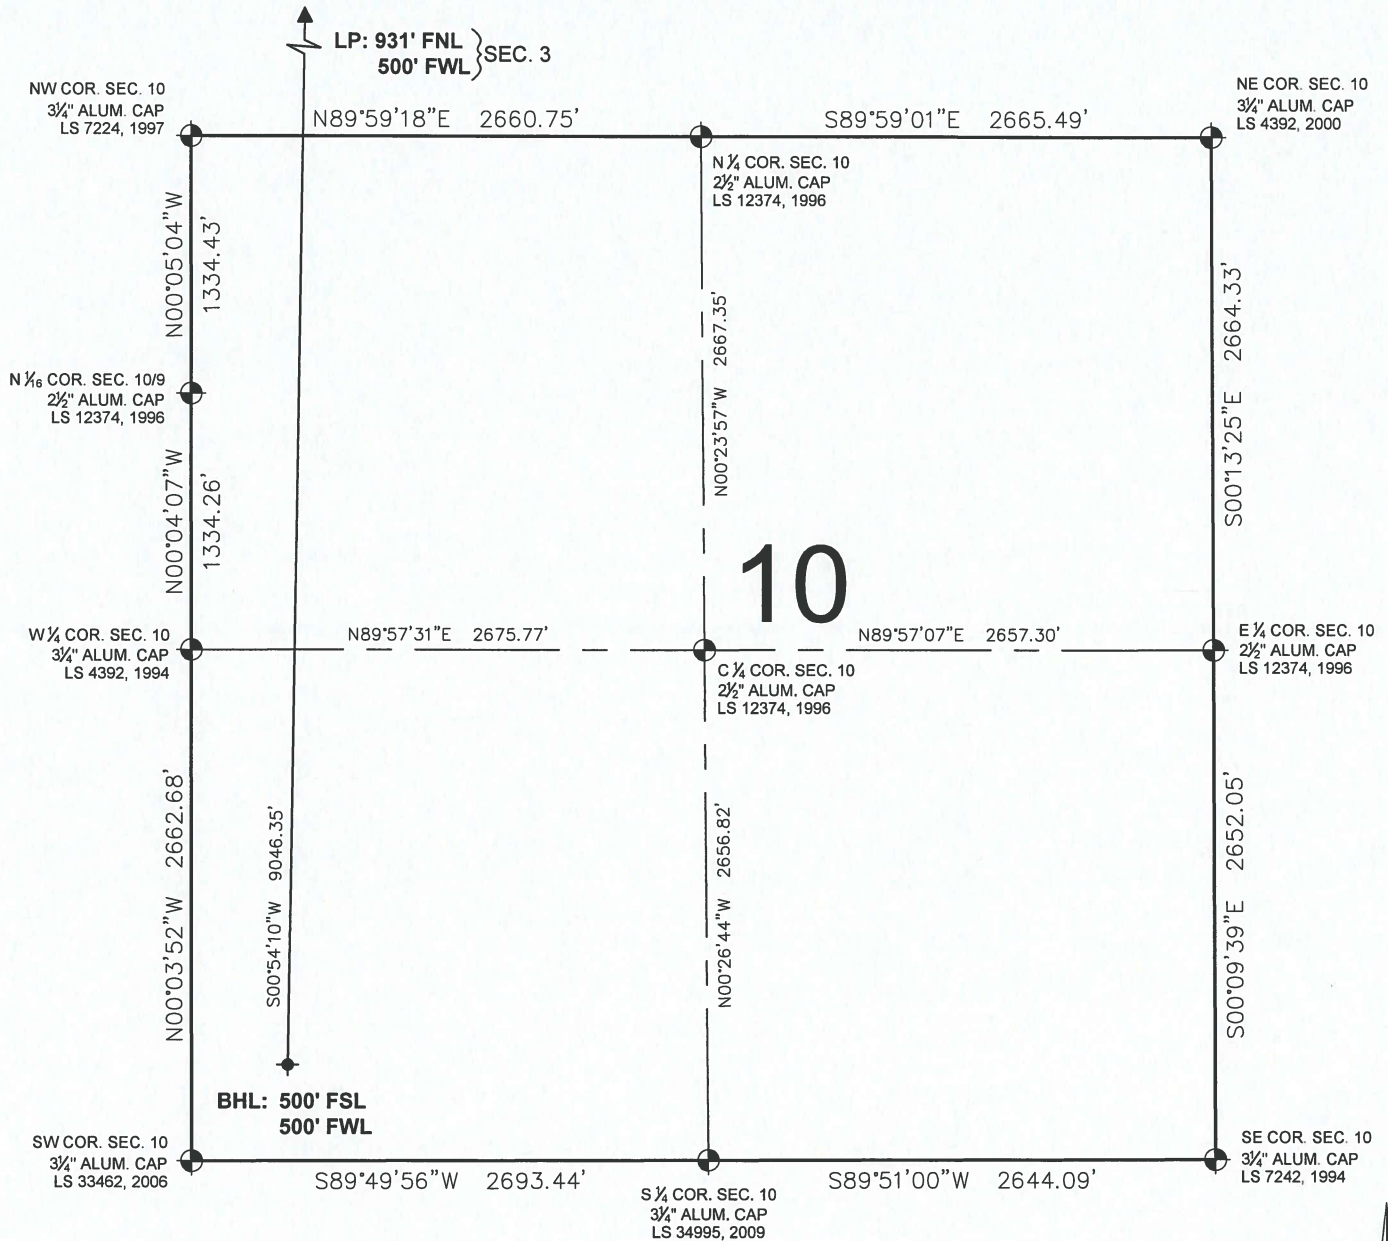 LP: 931' FNL
500' FWL
SEC. 3
NW COR. SEC. 10
3¼" ALUM. CAP
LS 7224, 1997
N89°59'18"E 2660.75'
S89°59'01"E 2665.49'
NE COR. SEC. 10
3¼" ALUM. CAP
LS 4392, 2000
N ¼ COR. SEC. 10
2½" ALUM. CAP
LS 12374, 1996
N00°05'04"W
1334.43'
N00°23'57"W 2667.35'
S00°13'25"E 2664.33'
N 1/16 COR. SEC. 10/9
2½" ALUM. CAP
LS 12374, 1996
N00°04'07"W
1334.26'
10
W ¼ COR. SEC. 10
3¼" ALUM. CAP
LS 4392, 1994
N89°57'31"E 2675.77'
N89°57'07"E 2657.30'
E ¼ COR. SEC. 10
2½" ALUM. CAP
LS 12374, 1996
C ¼ COR. SEC. 10
2½" ALUM. CAP
LS 12374, 1996
N00°03'52"W 2662.68'
S00°54'10"W 9046.35'
N00°26'44"W 2656.82'
S00°09'39"E 2652.05'
BHL: 500' FSL
500' FWL
SW COR. SEC. 10
3¼" ALUM. CAP
LS 33462, 2006
S89°49'56"W 2693.44'
S ¼ COR. SEC. 10
3¼" ALUM. CAP
LS 34995, 2009
S89°51'00"W 2644.09'
SE COR. SEC. 10
3¼" ALUM. CAP
LS 7242, 1994